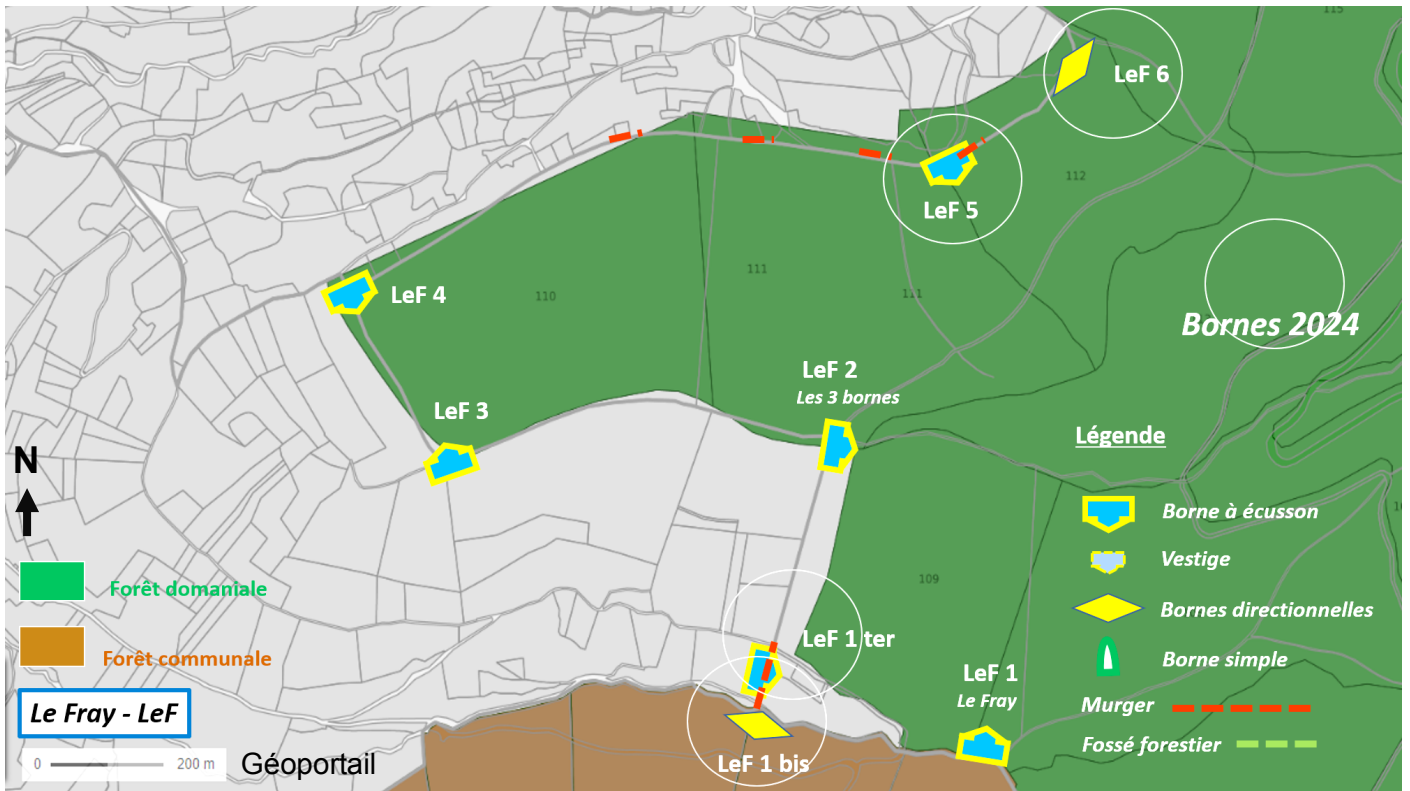 115
LeF 6
112
LeF 5
111
111
110
LeF 4
Bornes 2024
LeF 2
Les 3 bornes
LeF 3
Légende
N
Borne à écusson
Vestige
109
Forêt domaniale
Bornes directionnelles
LeF 1 ter
Forêt communale
Borne simple
LeF 1
Le Fray
Le Fray - LeF
Murger
Fossé forestier
0 200 m
Géoportail
LeF 1 bis